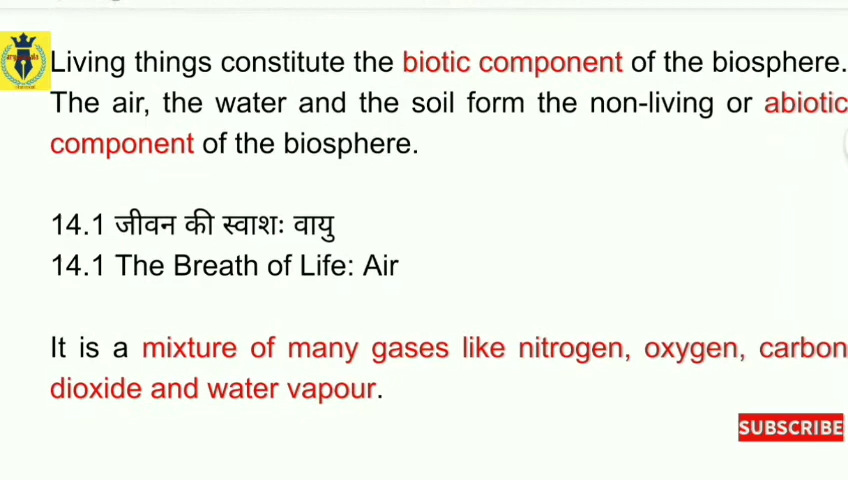 Living things constitute the biotic component of the biosphere.
The air, the water and the soil form the non-living or abiotic
component of the biosphere.
14.1 जीवन की स्वाशः वायु
14.1 The Breath of Life: Air
It is a mixture of many gases like nitrogen, oxygen, carbon
dioxide and water vapour.
SUBSCRIBE